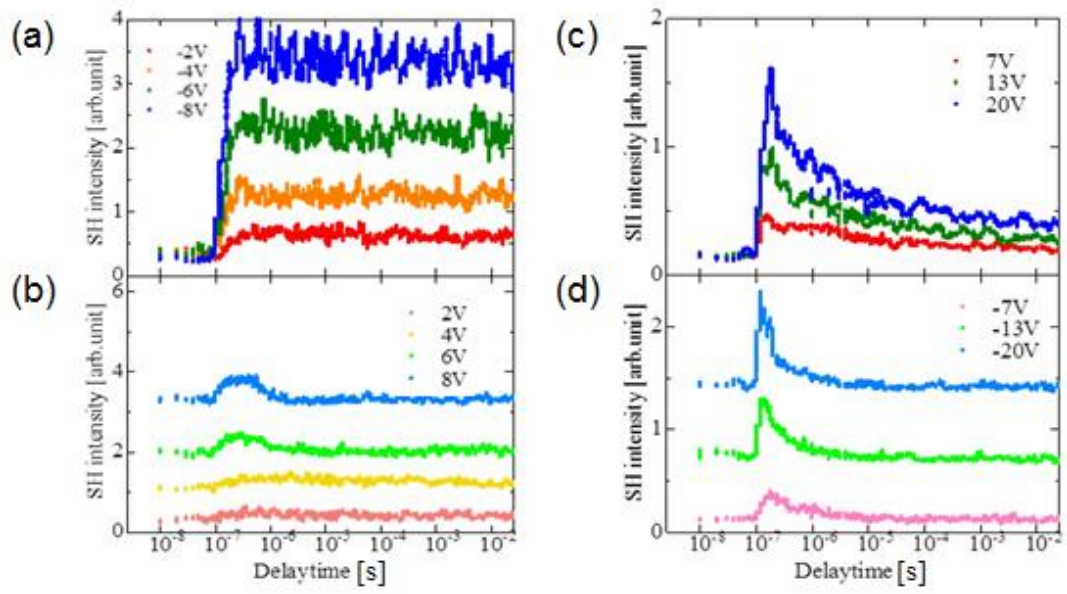 (a)
SH intensity [arb.unit]
4
3
2
1
0
-2V
-4V
-6V
-8V
(b)
SH intensity [arb.unit]
6
4
2
0
2V
4V
6V
8V
10-8 10-7 10-6 10-5 10-4 10-3 10-2
Delaytime [s]
(c)
SH intensity [arb.unit]
2
1
0
7V
13V
20V
(d)
SH intensity [arb.unit]
2
1
0
-7V
-13V
-20V
10-8 10-7 10-6 10-5 10-4 10-3 10-2
Delaytime [s]